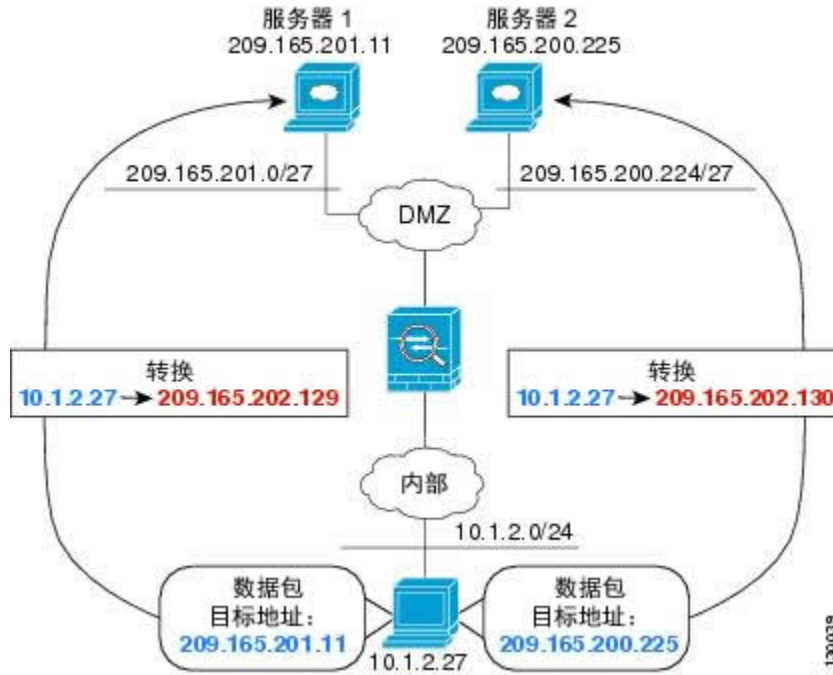 服务器 1
209.165.201.11
服务器 2
209.165.200.225
209.165.201.0/27
209.165.200.224/27
DMZ
转换
10.1.2.27 → 209.165.202.129
转换
10.1.2.27 → 209.165.202.130
内部
10.1.2.0/24
数据包
目标地址：
209.165.201.11
数据包
目标地址：
209.165.200.225
10.1.2.27
130039